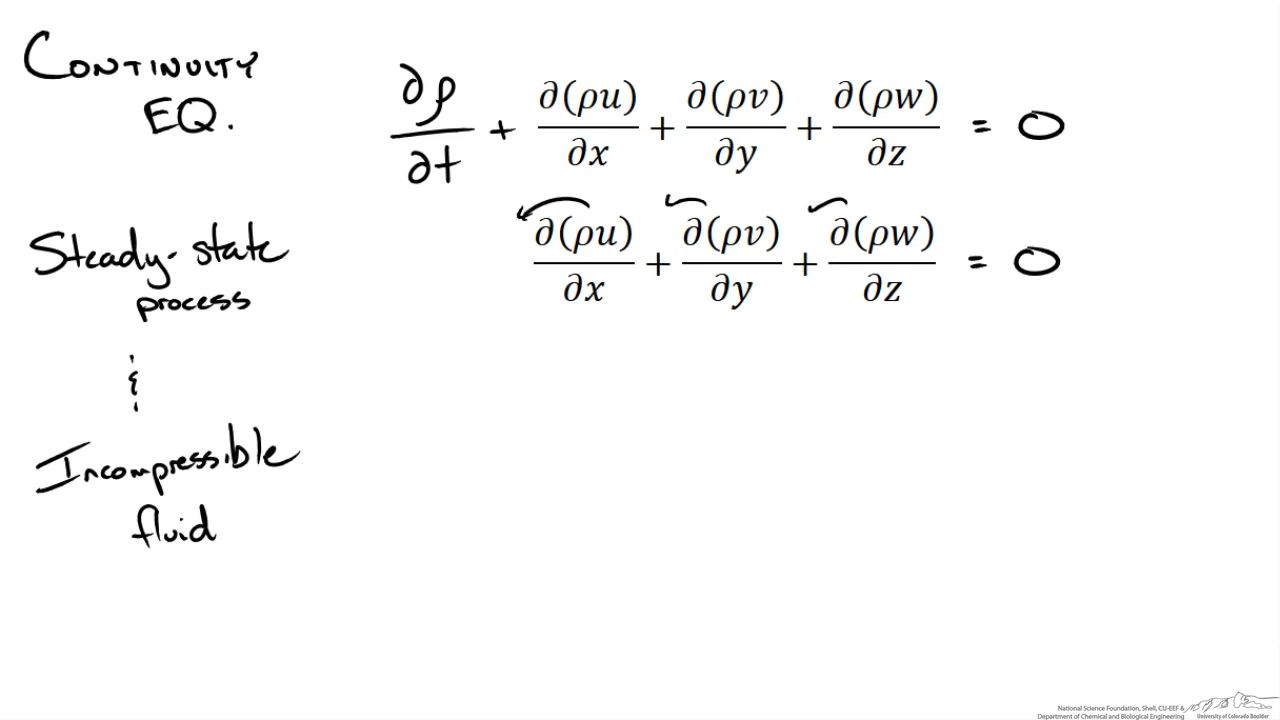 CONTINUITY
EQ.
∂ρ/∂t + ∂(ρu)/∂x + ∂(ρv)/∂y + ∂(ρw)/∂z = 0
Steady-state
process
∂(ρu)/∂x + ∂(ρv)/∂y + ∂(ρw)/∂z = 0
&
Incompressible
fluid
National Science Foundation, Shell, CU-EEF &
Department of Chemical and Biological Engineering
University of Colorado Boulder